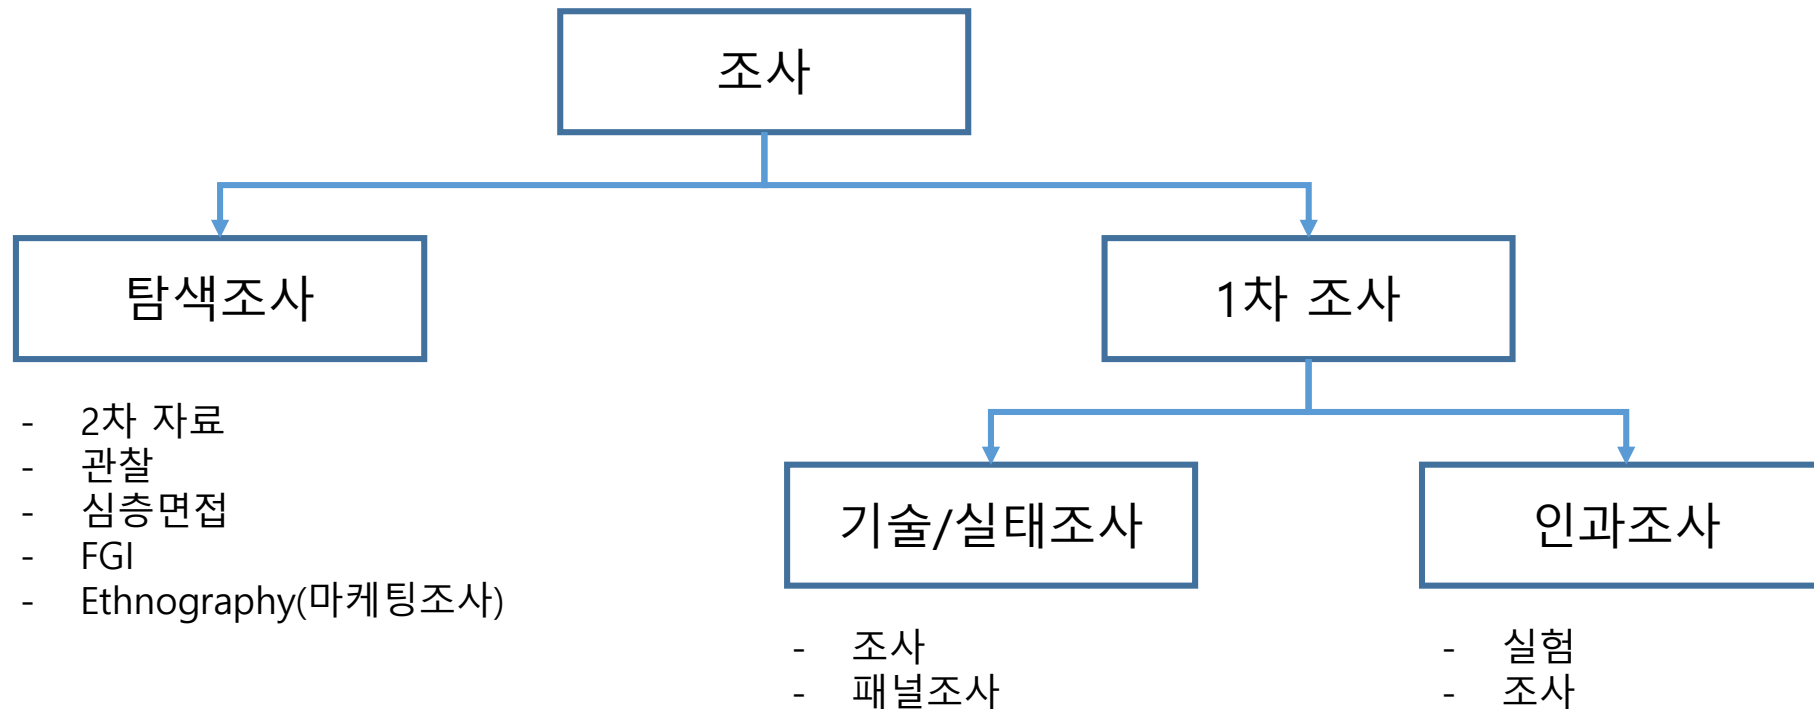 조사
탐색조사
1차 조사
- 2차 자료
- 관찰
- 심층면접
- FGI
- Ethnography(마케팅조사)
기술/실태조사
인과조사
- 조사
- 패널조사
- 실험
- 조사